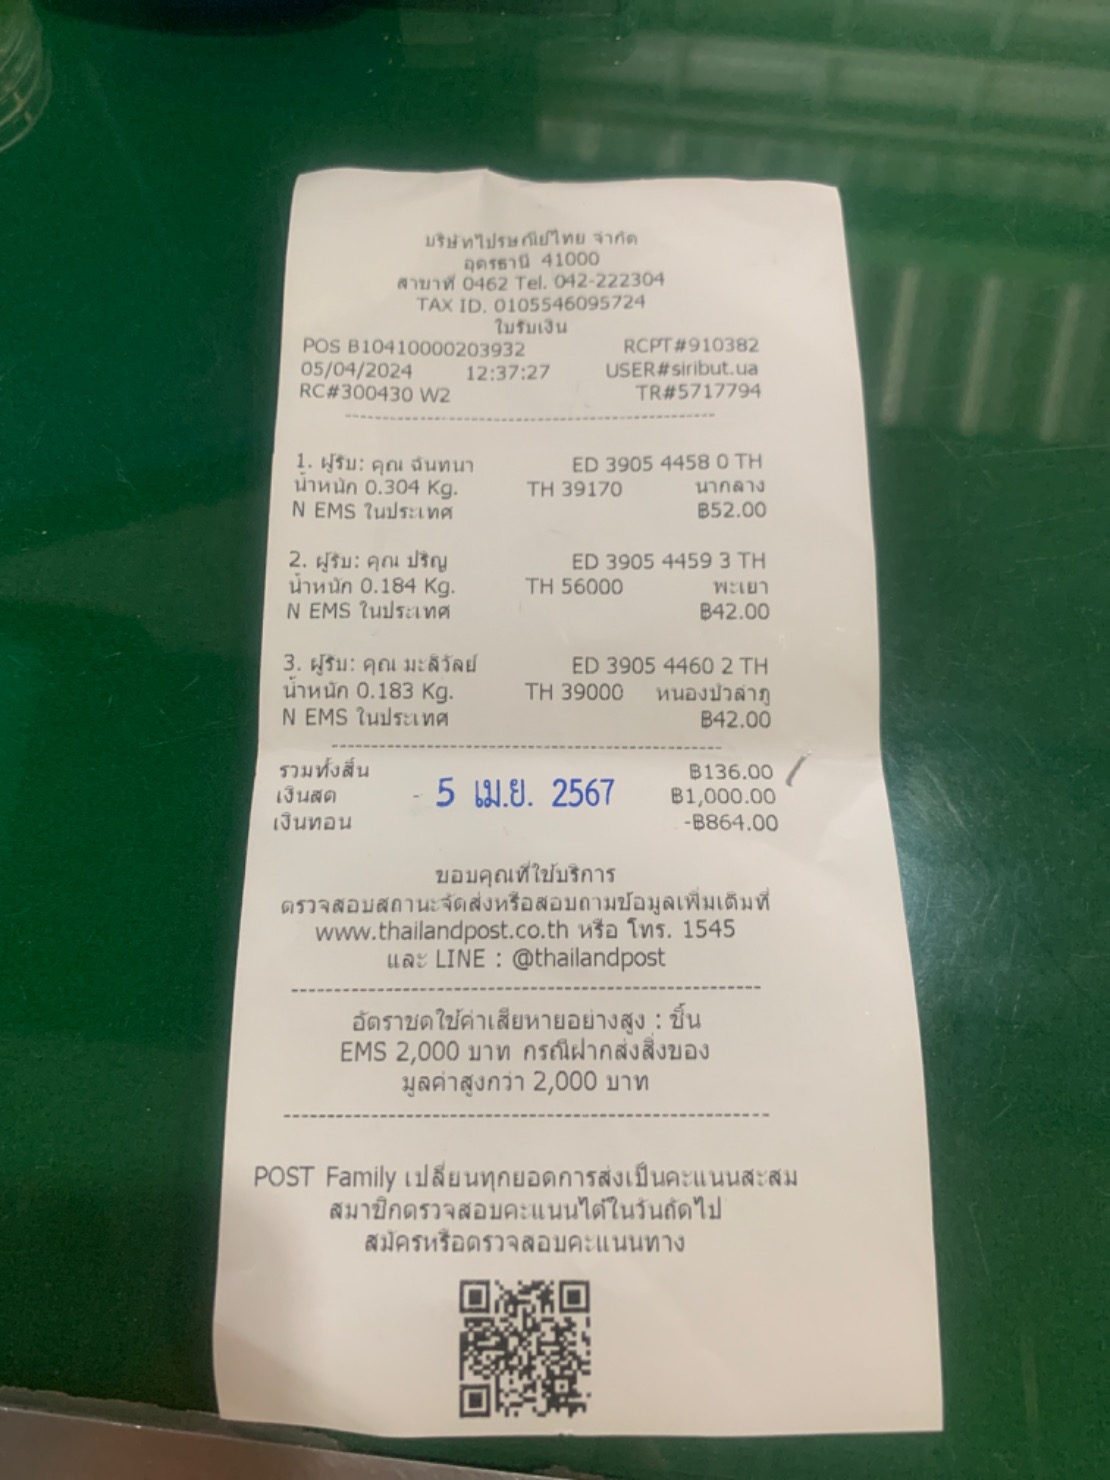 บริษัทไปรษณีย์ไทย จำกัด
อุดรธานี 41000
สาขาที่ 0462 Tel. 042-222304
TAX ID. 0105546095724
ใบรับเงิน
POS B10410000203932 RCPT#910382
05/04/2024 12:37:27 USER#siribut.ua
RC#300430 W2 TR#5717794
1. ผู้รับ: คุณ ฉันทนา ED 3905 4458 0 TH
น้ำหนัก 0.304 Kg. TH 39170 นากลาง
N EMS ในประเทศ ฿52.00
2. ผู้รับ: คุณ ปริญ ED 3905 4459 3 TH
น้ำหนัก 0.184 Kg. TH 56000 พะเยา
N EMS ในประเทศ ฿42.00
3. ผู้รับ: คุณ มะลิวัลย์ ED 3905 4460 2 TH
น้ำหนัก 0.183 Kg. TH 39000 หนองบัวลำภู
N EMS ในประเทศ ฿42.00
รวมทั้งสิ้น ฿136.00
เงินสด ฿1,000.00
- 5 เม.ย. 2567
เงินทอน -฿864.00
ขอบคุณที่ใช้บริการ
ตรวจสอบสถานะจัดส่งหรือสอบถามข้อมูลเพิ่มเติมที่
www.thailandpost.co.th หรือ โทร. 1545
และ LINE : @thailandpost
อัตราชดใช้ค่าเสียหายอย่างสูง : ชิ้น
EMS 2,000 บาท กรณีฝากส่งสิ่งของ
มูลค่าสูงกว่า 2,000 บาท
POST Family เปลี่ยนทุกยอดการส่งเป็นคะแนนสะสม
สมาชิกตรวจสอบคะแนนได้ในวันถัดไป
สมัครหรือตรวจสอบคะแนนทาง